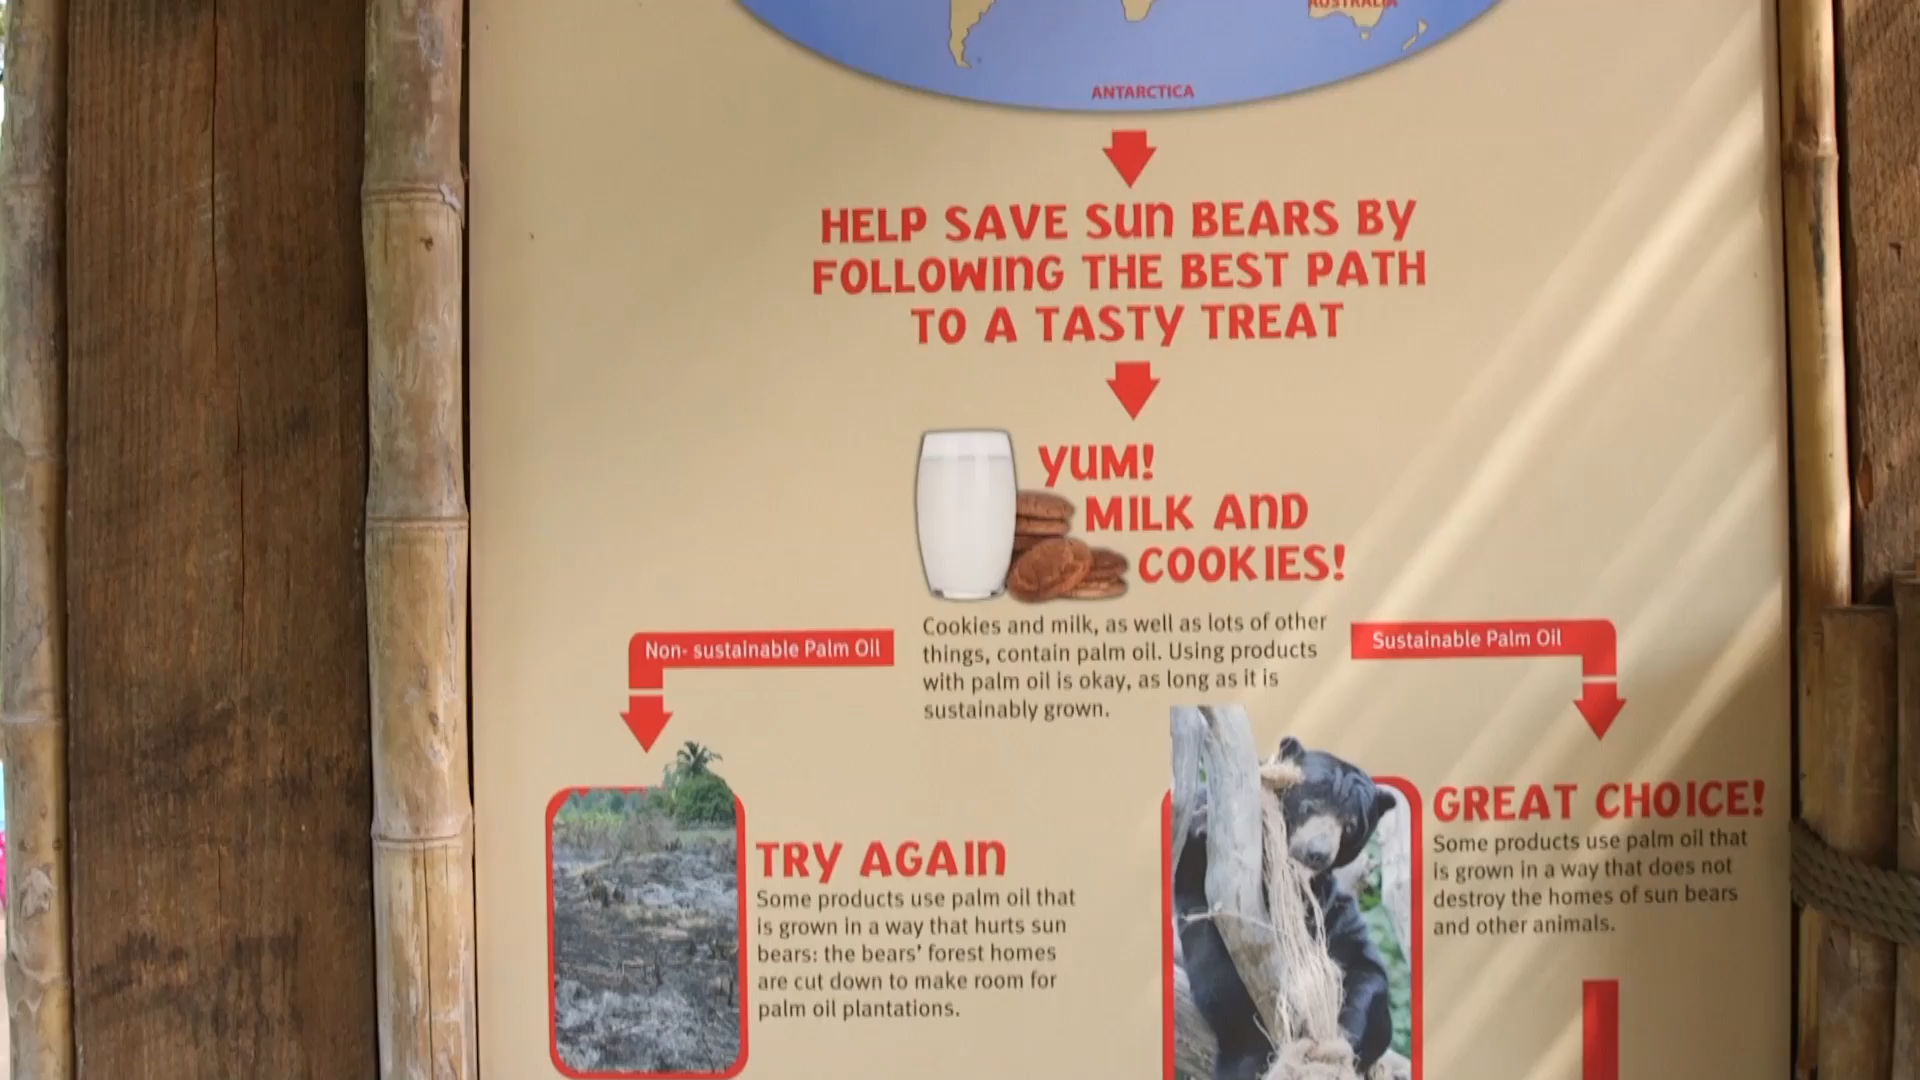 AUSTRALIA
ANTARCTICA
HELP SAVE SUN BEARS BY
FOLLOWING THE BEST PATH
TO A TASTY TREAT
YUM!
MILK AND
COOKIES!
Cookies and milk, as well as lots of other
things, contain palm oil. Using products
with palm oil is okay, as long as it is
sustainably grown.
Non- sustainable Palm Oil
Sustainable Palm Oil
TRY AGAIN
Some products use palm oil that
is grown in a way that hurts sun
bears: the bears' forest homes
are cut down to make room for
palm oil plantations.
GREAT CHOICE!
Some products use palm oil that
is grown in a way that does not
destroy the homes of sun bears
and other animals.